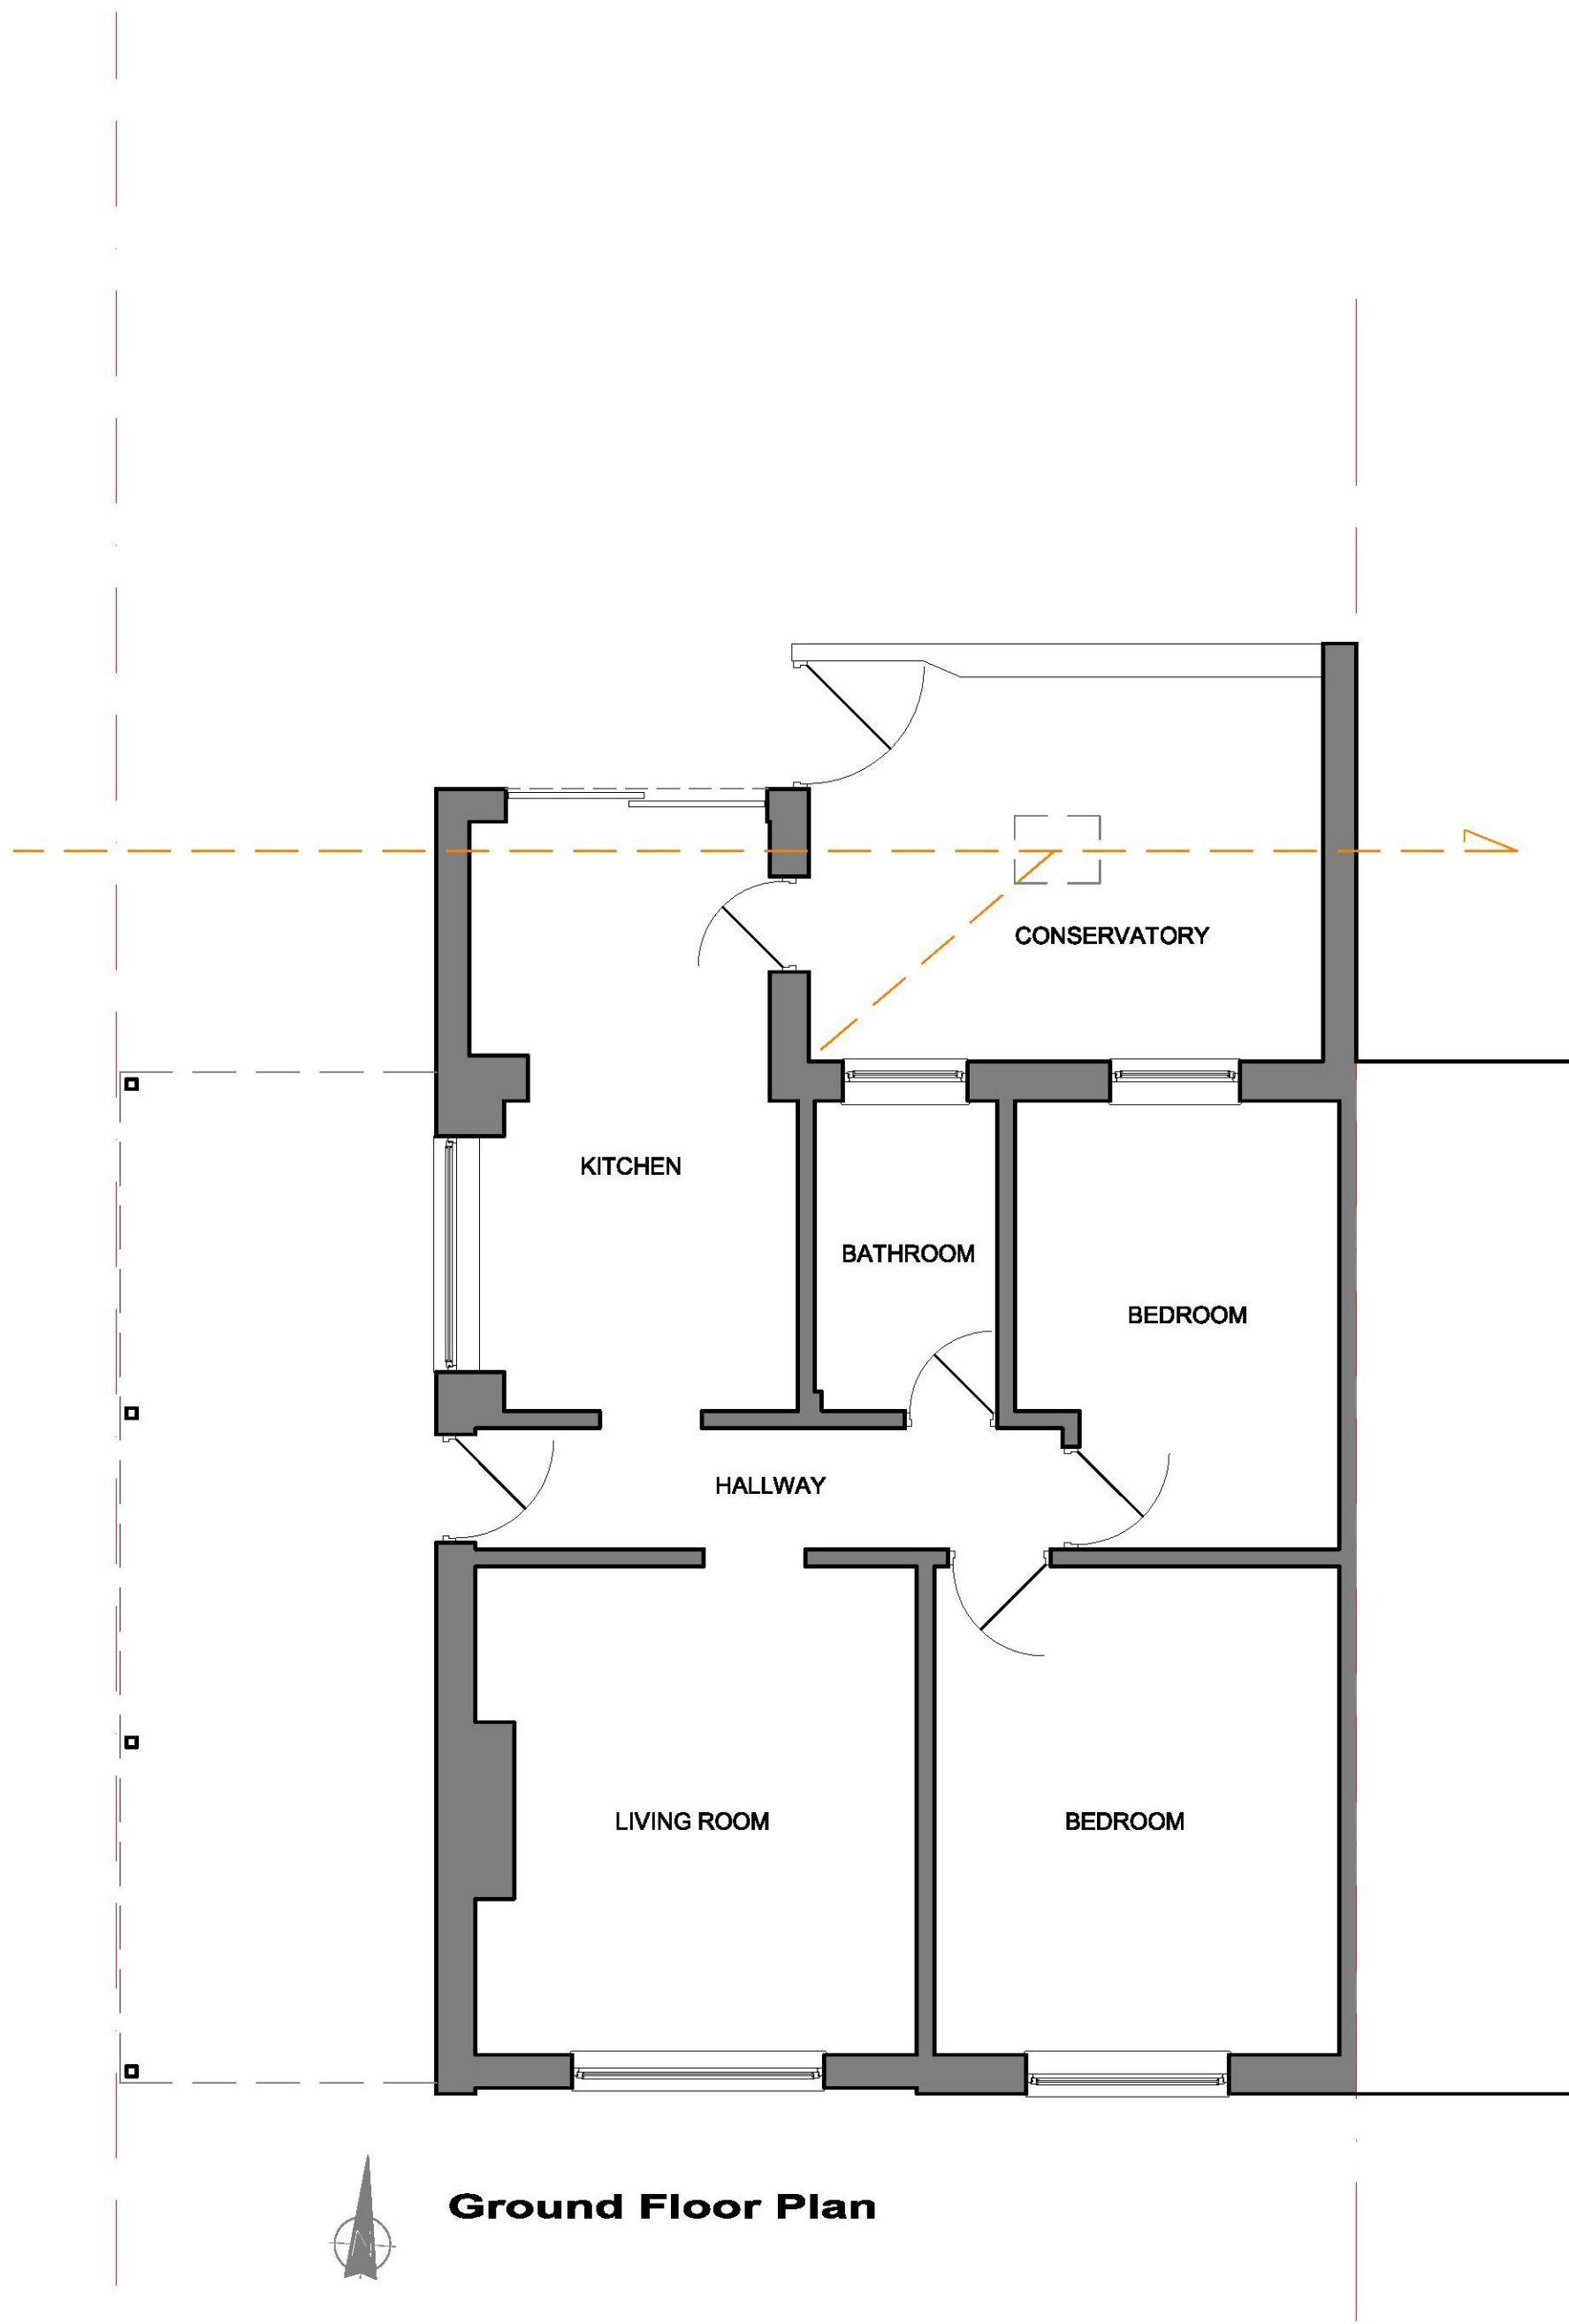 CONSERVATORY
KITCHEN
BATHROOM
BEDROOM
HALLWAY
LIVING ROOM
BEDROOM
Ground Floor Plan
N